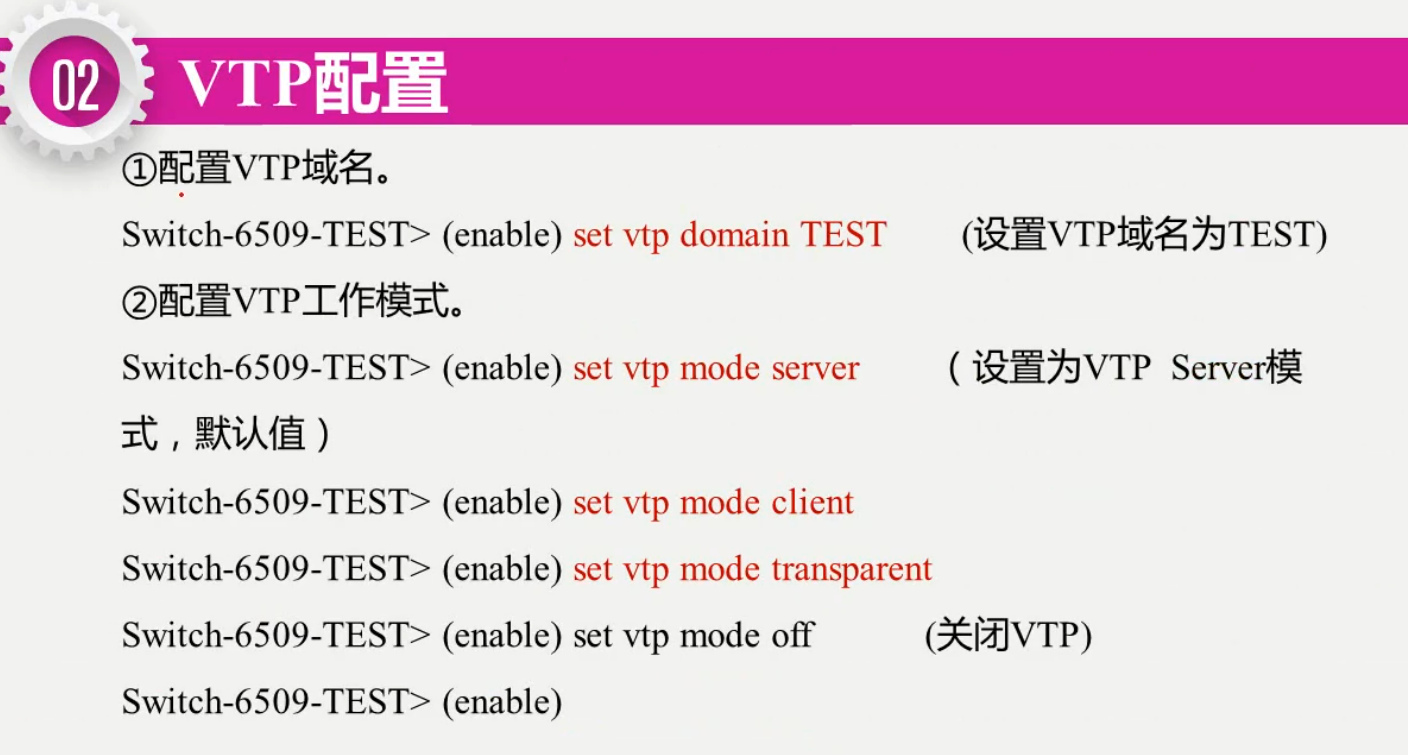 02
VTP配置
①配置VTP域名。
Switch-6509-TEST> (enable) set vtp domain TEST (设置VTP域名为TEST)
②配置VTP工作模式。
Switch-6509-TEST> (enable) set vtp mode server （设置为VTP Server模
式，默认值）
Switch-6509-TEST> (enable) set vtp mode client
Switch-6509-TEST> (enable) set vtp mode transparent
Switch-6509-TEST> (enable) set vtp mode off (关闭VTP)
Switch-6509-TEST> (enable)